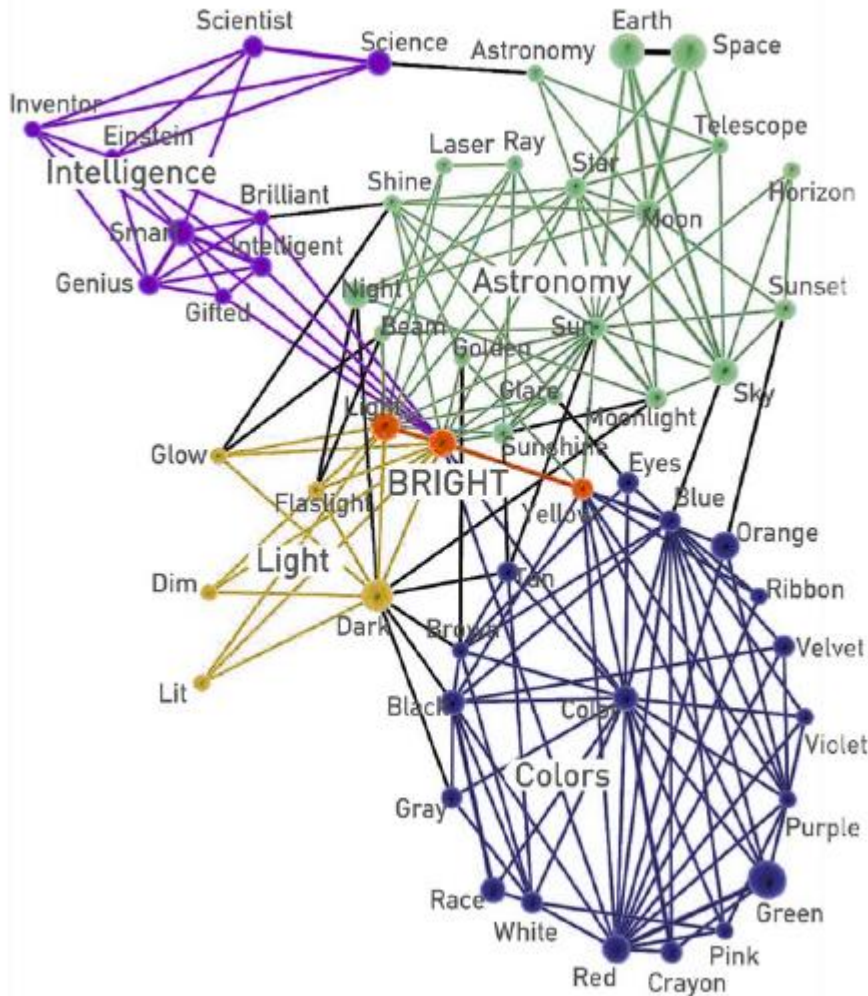 Scientist
Science
Astronomy
Earth
Space
Inventor
Einstein
Intelligence
Laser
Ray
Star
Telescope
Brilliant
Shine
Horizon
Smart
Moon
Intelligent
Genius
Gifted
Night
Astronomy
Sunset
Beam
Golden
Sun
Glare
Sky
Light
Moonlight
Glow
Sunshine
Eyes
BRIGHT
Flaslight
Yellow
Blue
Orange
Light
Dim
Tan
Ribbon
Dark
Brown
Velvet
Lit
Black
Color
Violet
Colors
Gray
Purple
Race
White
Green
Red
Pink
Crayon